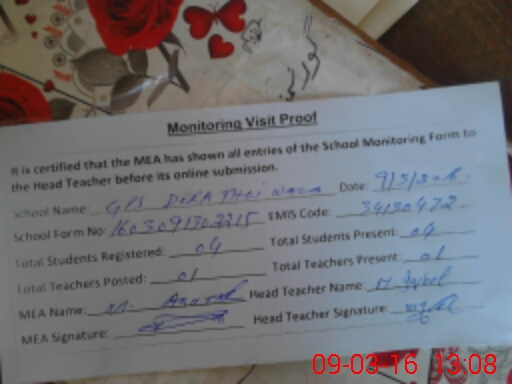 Monitoring Visit Proof
It is certified that the MEA has shown all entries of the School Monitoring Form to
the Head Teacher before its online submission.
School Name: GPS DERA Date: 9/3/2016
School Form No: EMIS Code: 34130472
Total Students Registered: 04 Total Students Present: 04
Total Teachers Posted: 01 Total Teachers Present: 01
MEA Name: Head Teacher Name: M
MEA Signature: Head Teacher Signature:
09-03-16 13:08